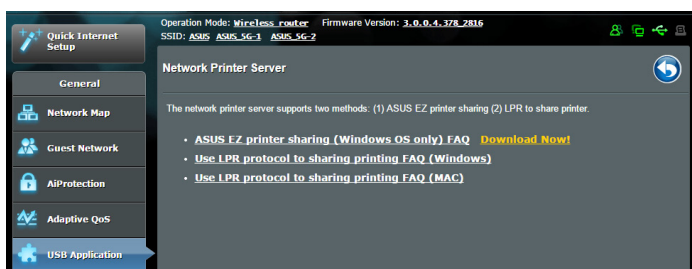 Quick Internet
Setup
Operation Mode: Wireless router Firmware Version: 3.0.0.4.378_2816
SSID: ASUS ASUS_5G-1 ASUS_5G-2
General
Network Map
Guest Network
AiProtection
Adaptive QoS
USB Application
Network Printer Server
The network printer server supports two methods: (1) ASUS EZ printer sharing (2) LPR to share printer.
• ASUS EZ printer sharing (Windows OS only) FAQ Download Now!
• Use LPR protocol to sharing printing FAQ (Windows)
• Use LPR protocol to sharing printing FAQ (MAC)